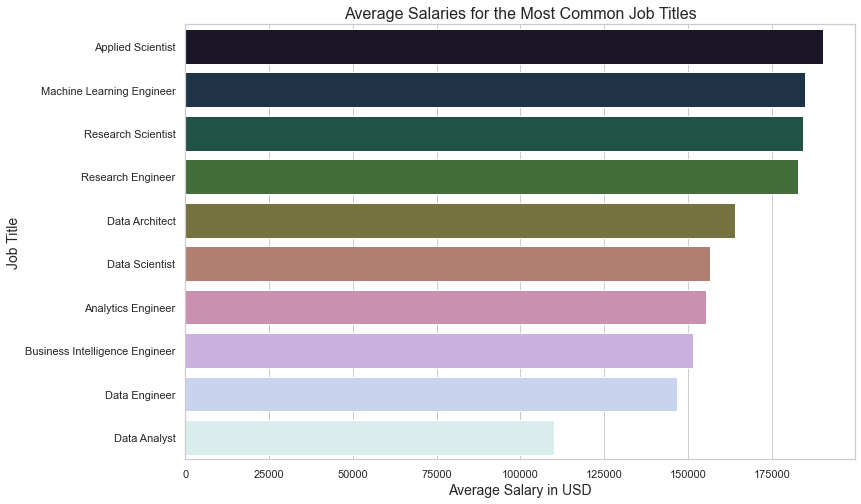 Average Salaries for the Most Common Job Titles
Job Title
Applied Scientist
Machine Learning Engineer
Research Scientist
Research Engineer
Data Architect
Data Scientist
Analytics Engineer
Business Intelligence Engineer
Data Engineer
Data Analyst
0 25000 50000 75000 100000 125000 150000 175000
Average Salary in USD